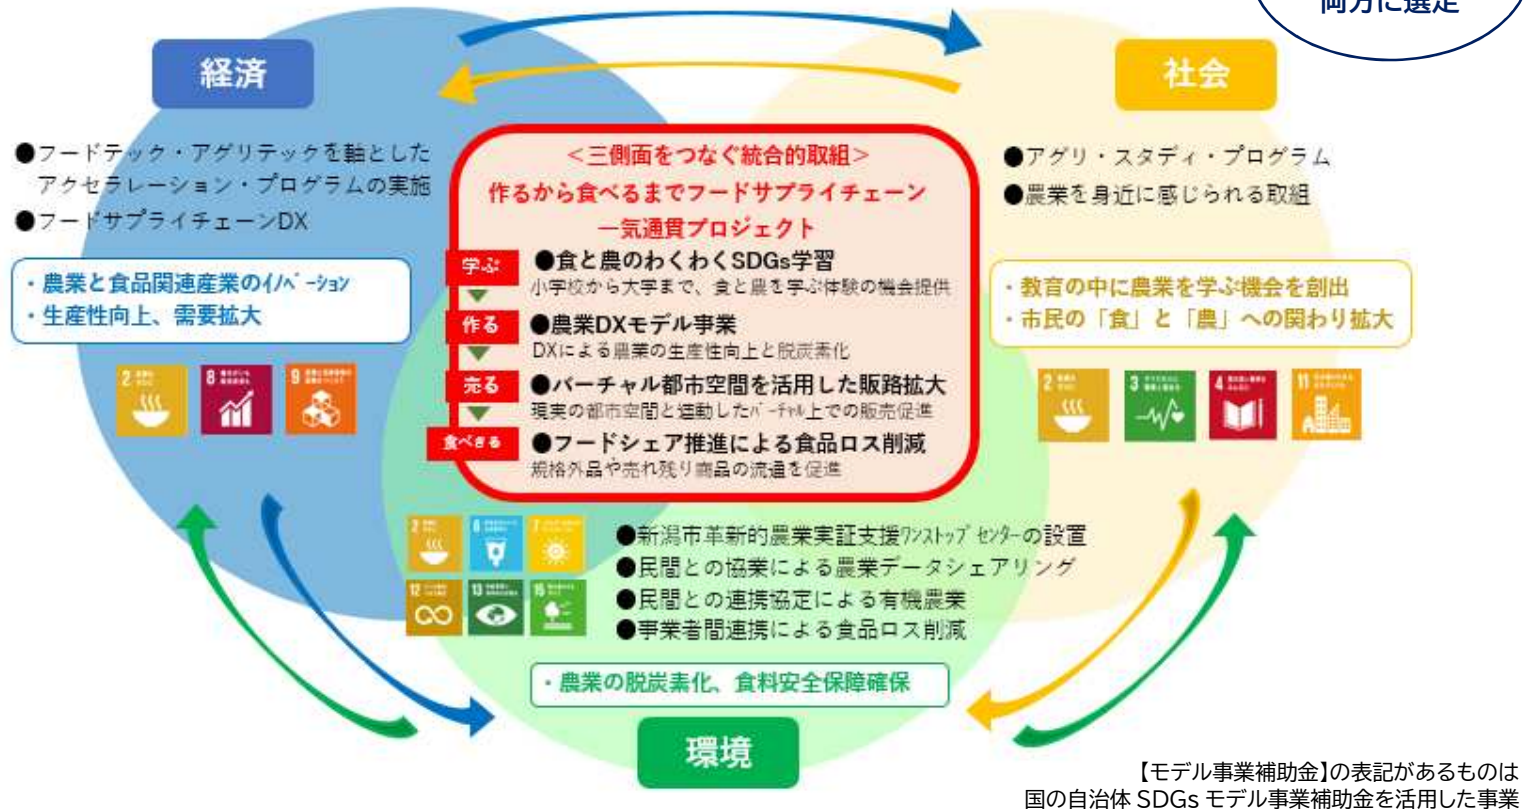 両方に選定
経済
社会
●フードテック・アグリテックを軸とした
アクセラレーション・プログラムの実施
●フードサプライチェーンDX
・農業と食品関連産業のイノベーション
・生産性向上、需要拡大
2
8
9
<三側面をつなぐ統合的取組>
作るから食べるまでフードサプライチェーン
一気通貫プロジェクト
学ぶ
●食と農のわくわくSDGs学習
小学校から大学まで、食と農を学ぶ体験の機会提供
作る
●農業DXモデル事業
DXによる農業の生産性向上と脱炭素化
売る
●バーチャル都市空間を活用した販路拡大
現実の都市空間と連動したバーチャル上での販売促進
食べきる
●フードシェア推進による食品ロス削減
規格外品や売れ残り商品の流通を促進
●アグリ・スタディ・プログラム
●農業を身近に感じられる取組
・教育の中に農業を学ぶ機会を創出
・市民の「食」と「農」への関わり拡大
2
3
4
11
2
6
7
12
13
15
●新潟市革新的農業実証支援ワンストップセンターの設置
●民間との協業による農業データシェアリング
●民間との連携協定による有機農業
●事業者間連携による食品ロス削減
・農業の脱炭素化、食料安全保障確保
環境
【モデル事業補助金】の表記があるものは
国の自治体 SDGs モデル事業補助金を活用した事業